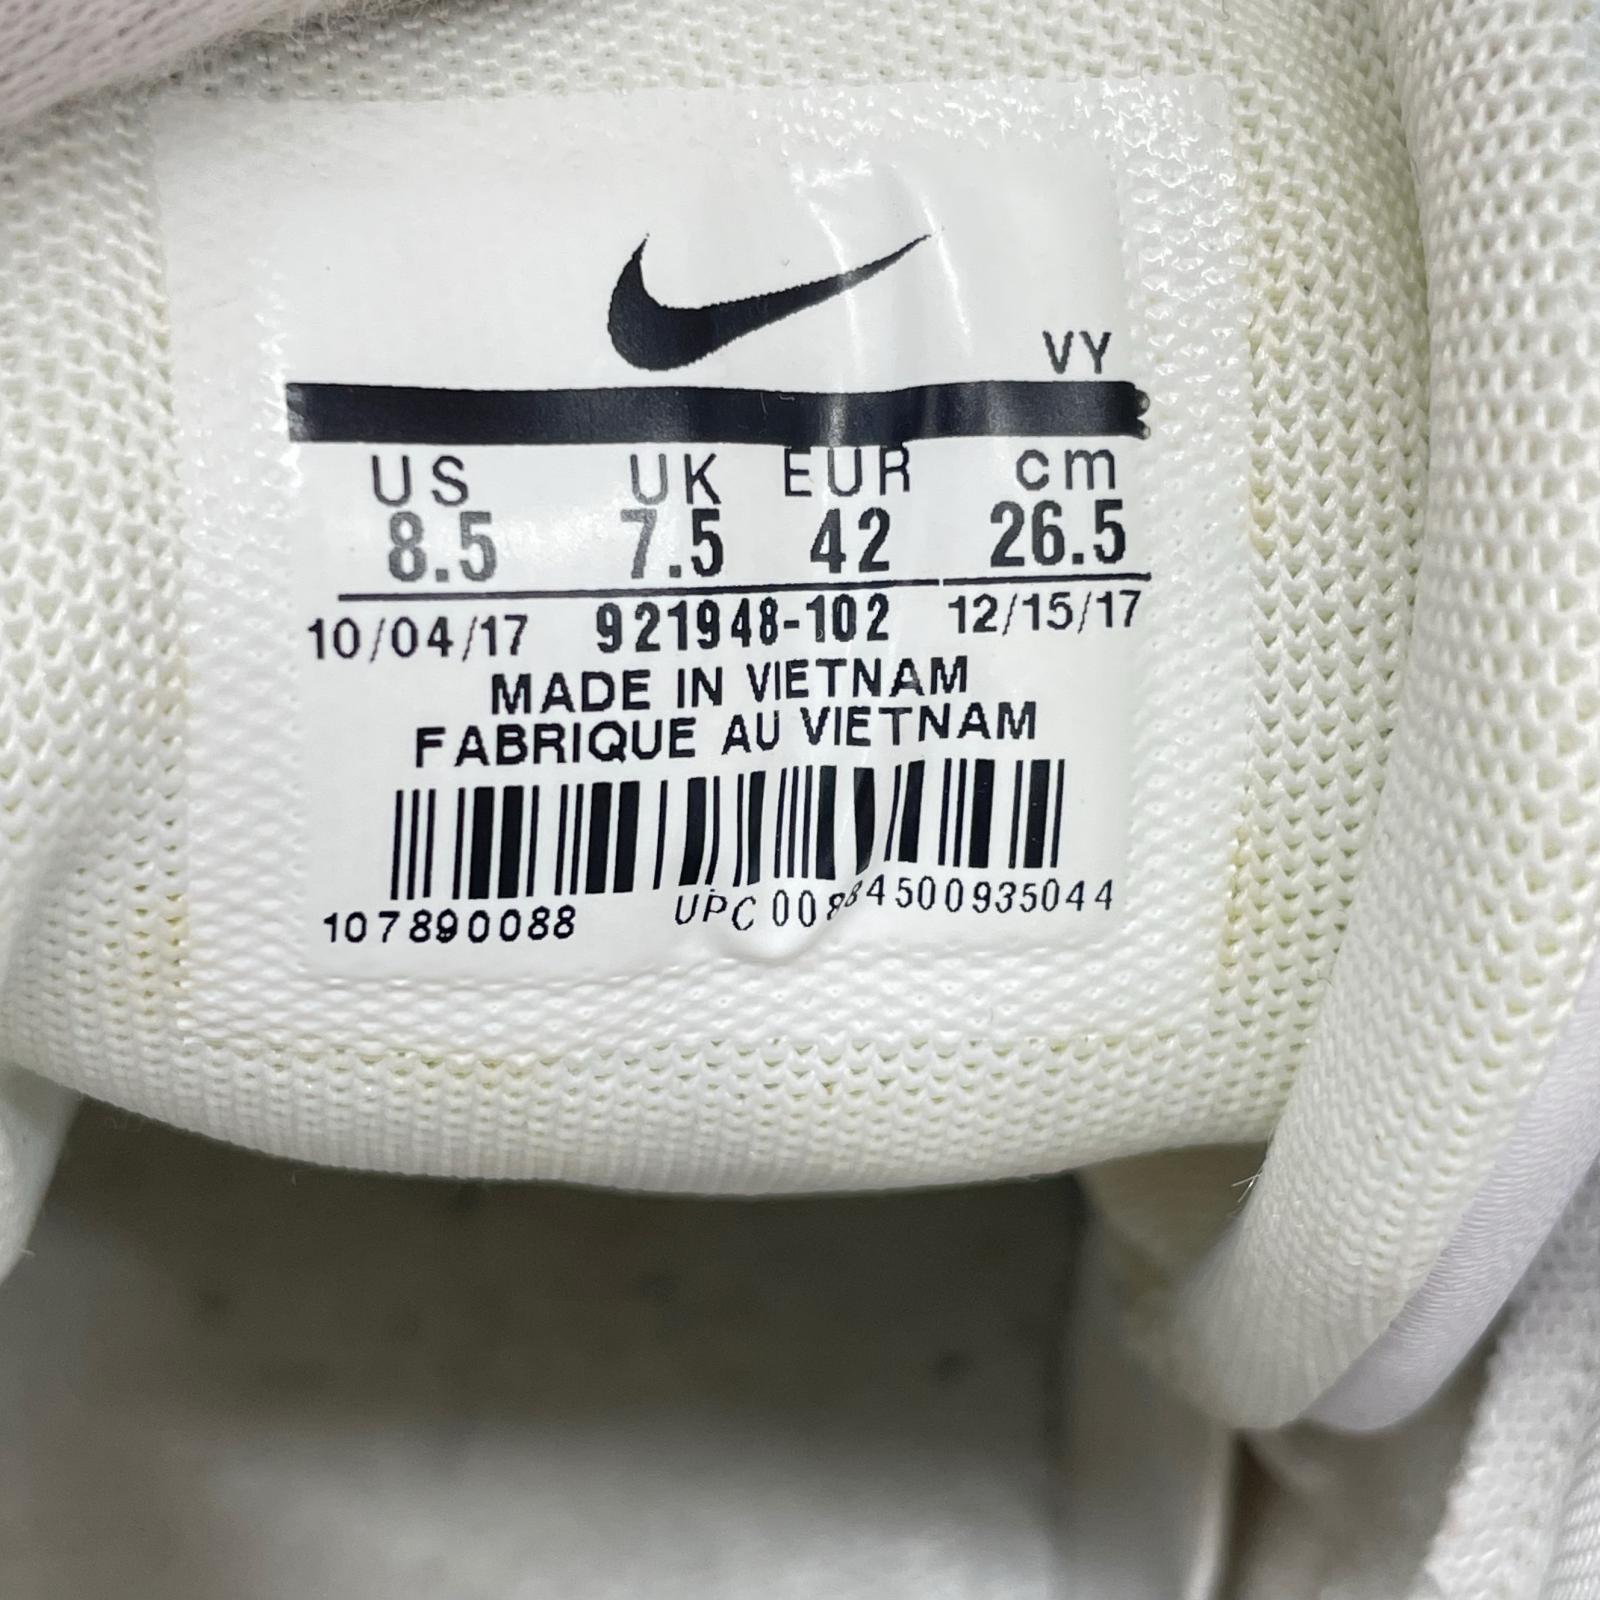 VY
US UK EUR cm
8.5 7.5 42 26.5
10/04/17 921948-102 12/15/17
MADE IN VIETNAM
FABRIQUE AU VIETNAM
107890088 UPC 00884500935044